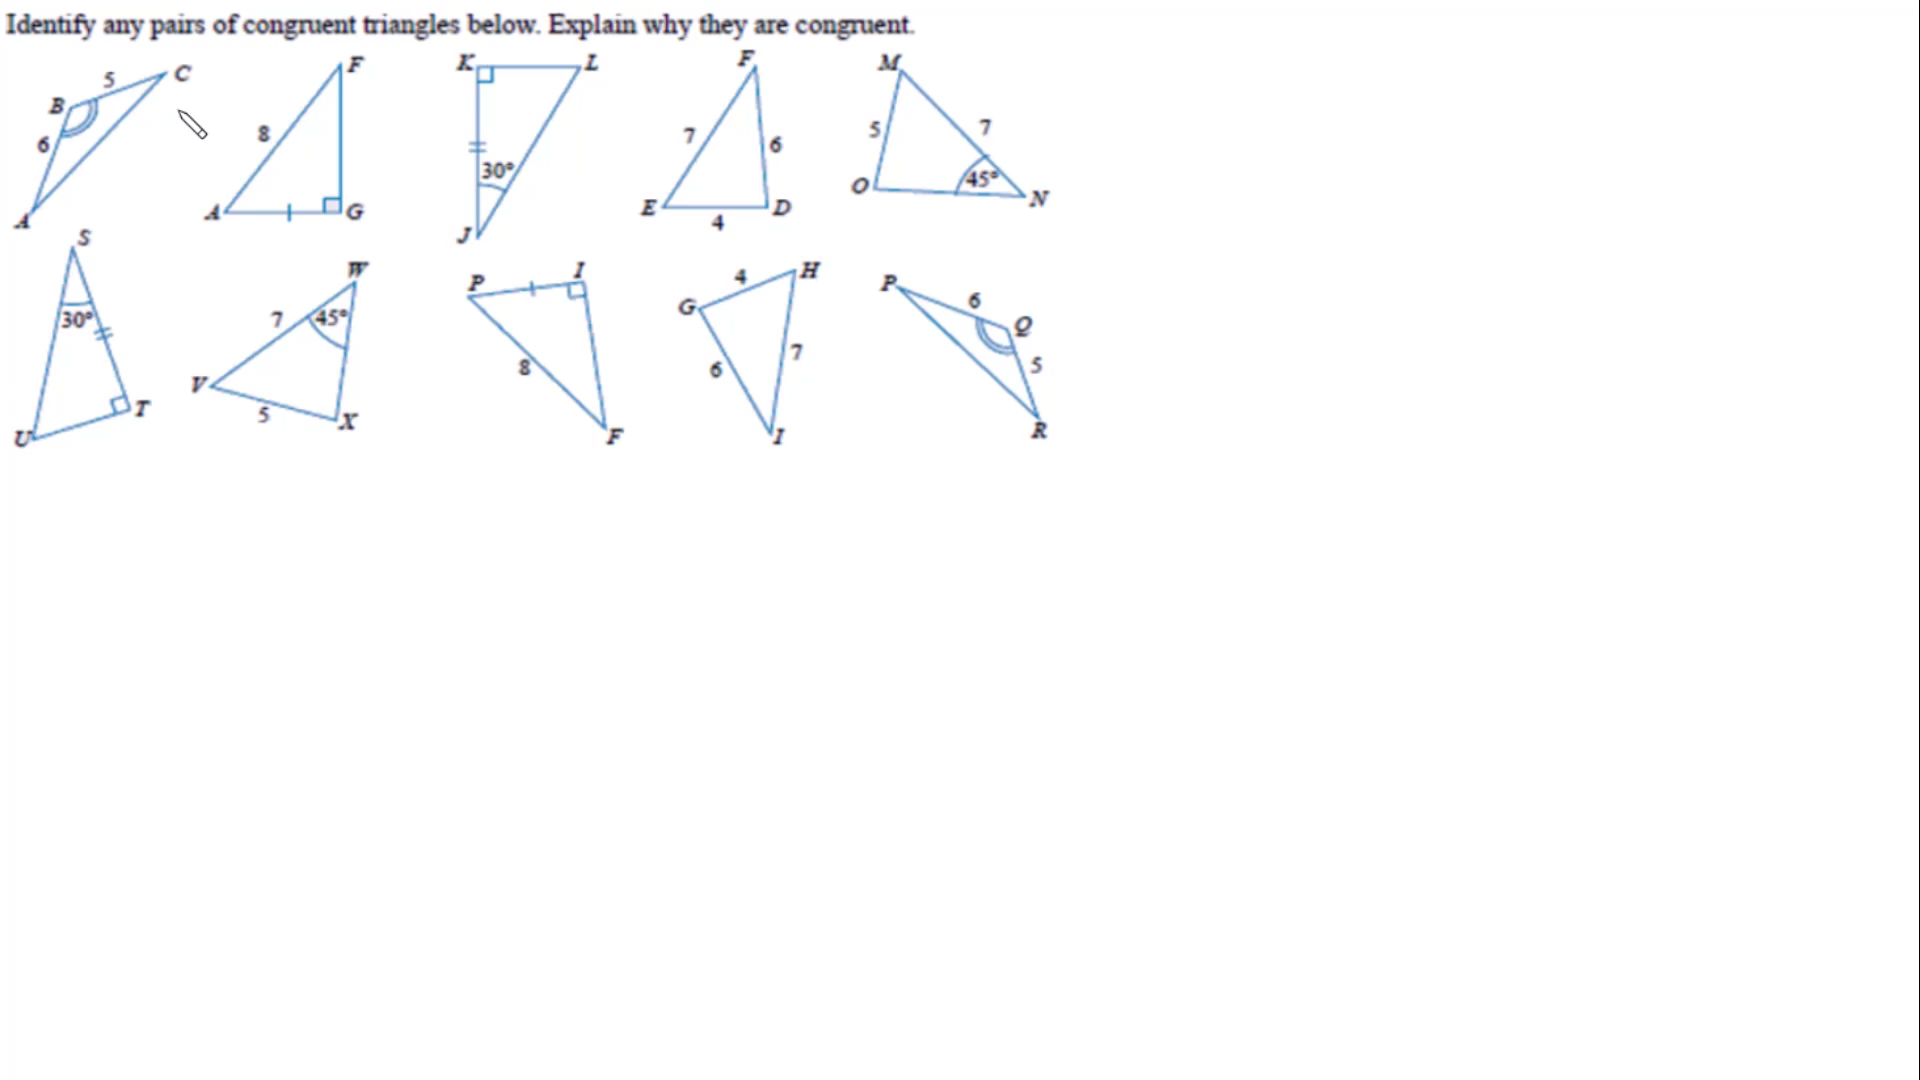 Identify any pairs of congruent triangles below. Explain why they are congruent.
5 C
B
6
A
F
8
A G
K L
30°
J
F
7 6
E D
4
M
5 7
45°
O N
S
30°
T
U
W
7 45°
V
5 X
P I
8
F
4 H
G
7
6
I
P 6
Q
5
R